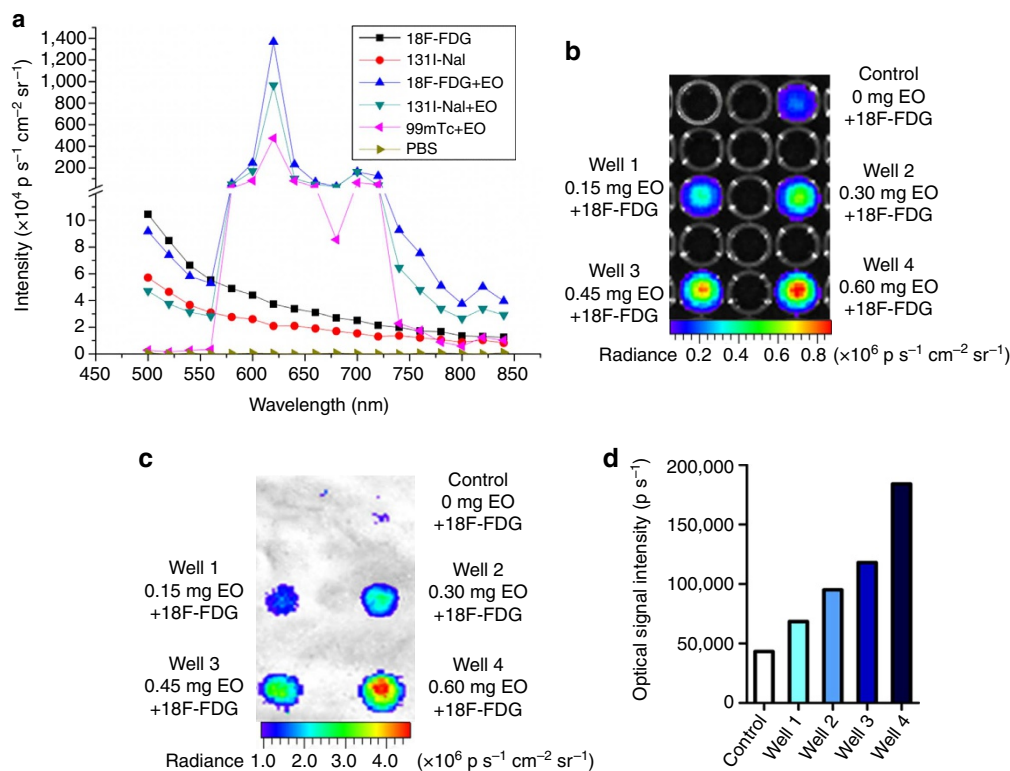 a
Intensity (×10⁴ p s⁻¹ cm⁻² sr⁻¹)
1,400
1,200
1,000
800
600
400
200
10
8
6
4
2
0
450 500 550 600 650 700 750 800 850
Wavelength (nm)
18F-FDG
131I-NaI
18F-FDG+EO
131I-NaI+EO
99mTc+EO
PBS
b
Control
0 mg EO
+18F-FDG
Well 1
0.15 mg EO
+18F-FDG
Well 2
0.30 mg EO
+18F-FDG
Well 3
0.45 mg EO
+18F-FDG
Well 4
0.60 mg EO
+18F-FDG
Radiance 0.2 0.4 0.6 0.8 (×10⁶ p s⁻¹ cm⁻² sr⁻¹)
c
Control
0 mg EO
+18F-FDG
Well 1
0.15 mg EO
+18F-FDG
Well 2
0.30 mg EO
+18F-FDG
Well 3
0.45 mg EO
+18F-FDG
Well 4
0.60 mg EO
+18F-FDG
Radiance 1.0 2.0 3.0 4.0 (×10⁶ p s⁻¹ cm⁻² sr⁻¹)
d
Optical signal intensity (p s⁻¹)
200,000
150,000
100,000
50,000
0
Control Well 1 Well 2 Well 3 Well 4